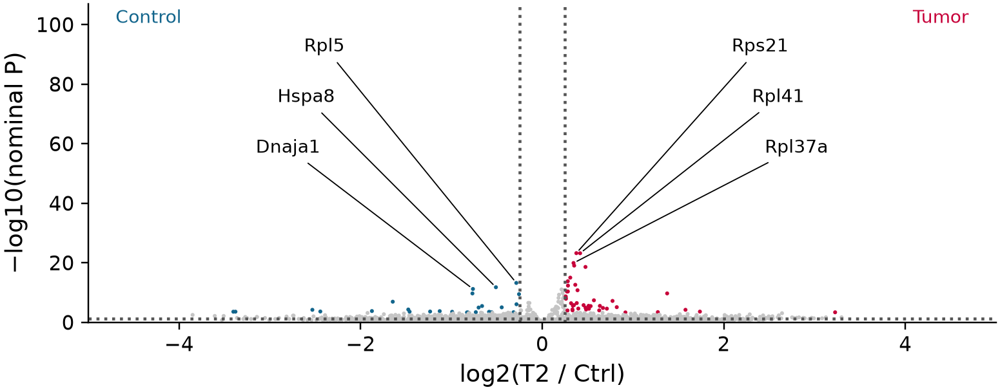 Control
Tumor
Rpl5
Rps21
Hspa8
Rpl41
Dnaja1
Rpl37a
−log10(nominal P)
100
80
60
40
20
0
−4
−2
0
2
4
log2(T2 / Ctrl)